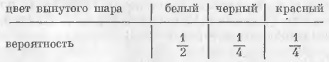 цвет вынутого шара | белый | черный | красный
вероятность | 1/2 | 1/4 | 1/4